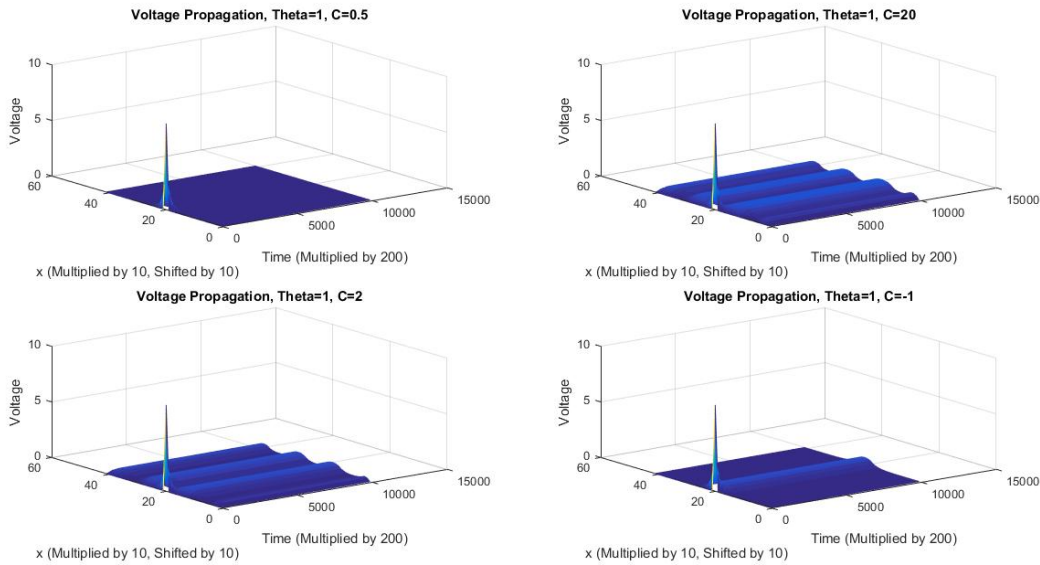 Voltage Propagation, Theta=1, C=0.5
10
5
0
Voltage
60
40
20
0
0
5000
10000
15000
Time (Multiplied by 200)
x (Multiplied by 10, Shifted by 10)
Voltage Propagation, Theta=1, C=20
10
5
0
Voltage
60
40
20
0
0
5000
10000
15000
Time (Multiplied by 200)
x (Multiplied by 10, Shifted by 10)
Voltage Propagation, Theta=1, C=2
10
5
0
Voltage
60
40
20
0
0
5000
10000
15000
Time (Multiplied by 200)
x (Multiplied by 10, Shifted by 10)
Voltage Propagation, Theta=1, C=-1
10
5
0
Voltage
60
40
20
0
0
5000
10000
15000
Time (Multiplied by 200)
x (Multiplied by 10, Shifted by 10)